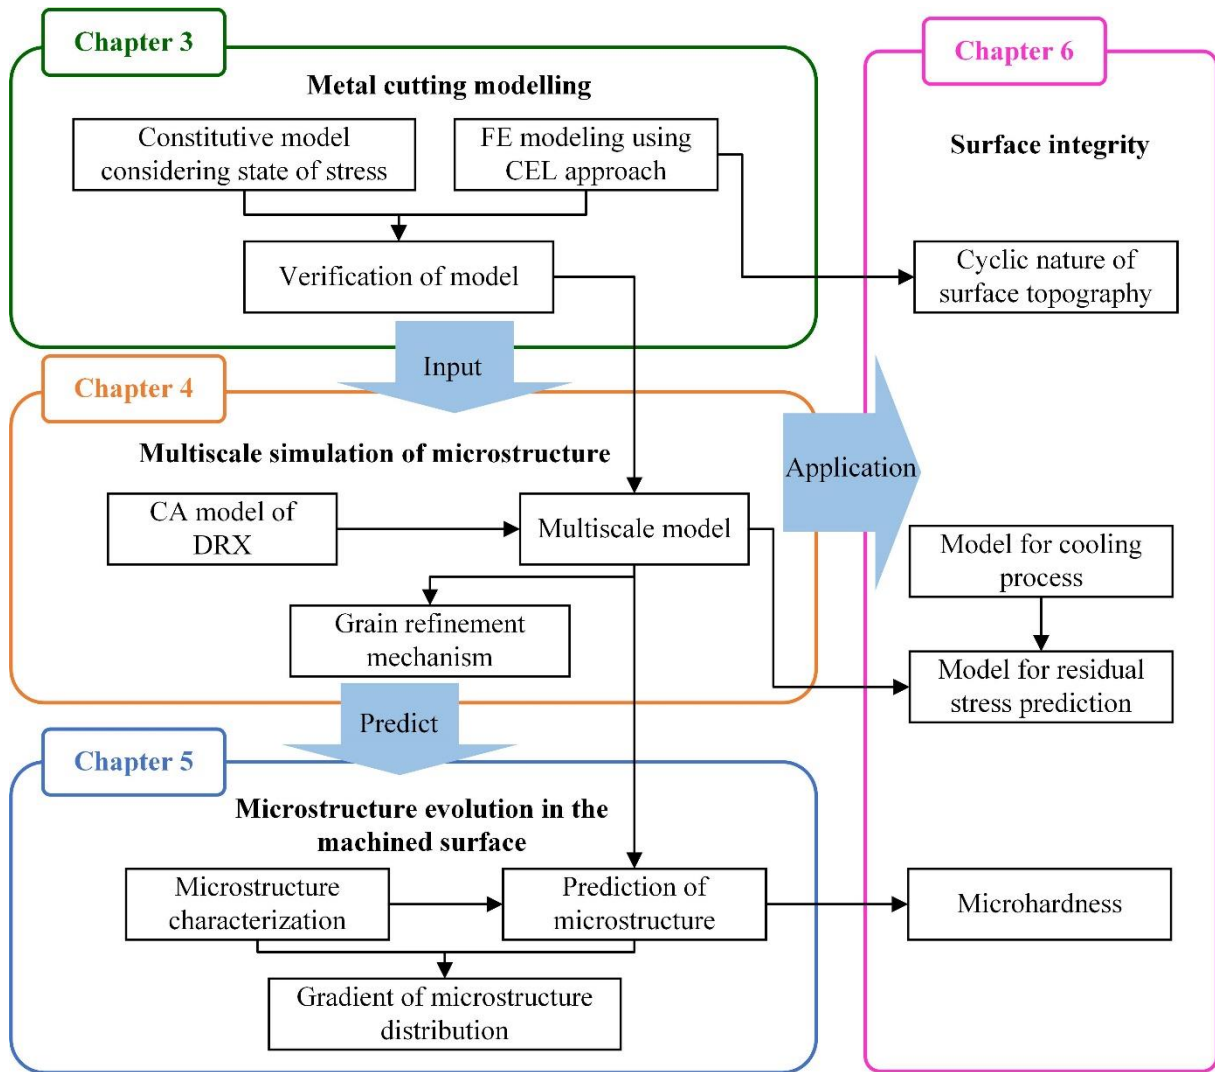 Chapter 3
Metal cutting modelling
Constitutive model
considering state of stress
FE modeling using
CEL approach
Verification of model
Input
Chapter 4
Multiscale simulation of microstructure
CA model of
DRX
Multiscale model
Grain refinement
mechanism
Predict
Chapter 5
Microstructure evolution in the
machined surface
Microstructure
characterization
Prediction of
microstructure
Gradient of microstructure
distribution
Application
Chapter 6
Surface integrity
Cyclic nature of
surface topography
Model for cooling
process
Model for residual
stress prediction
Microhardness